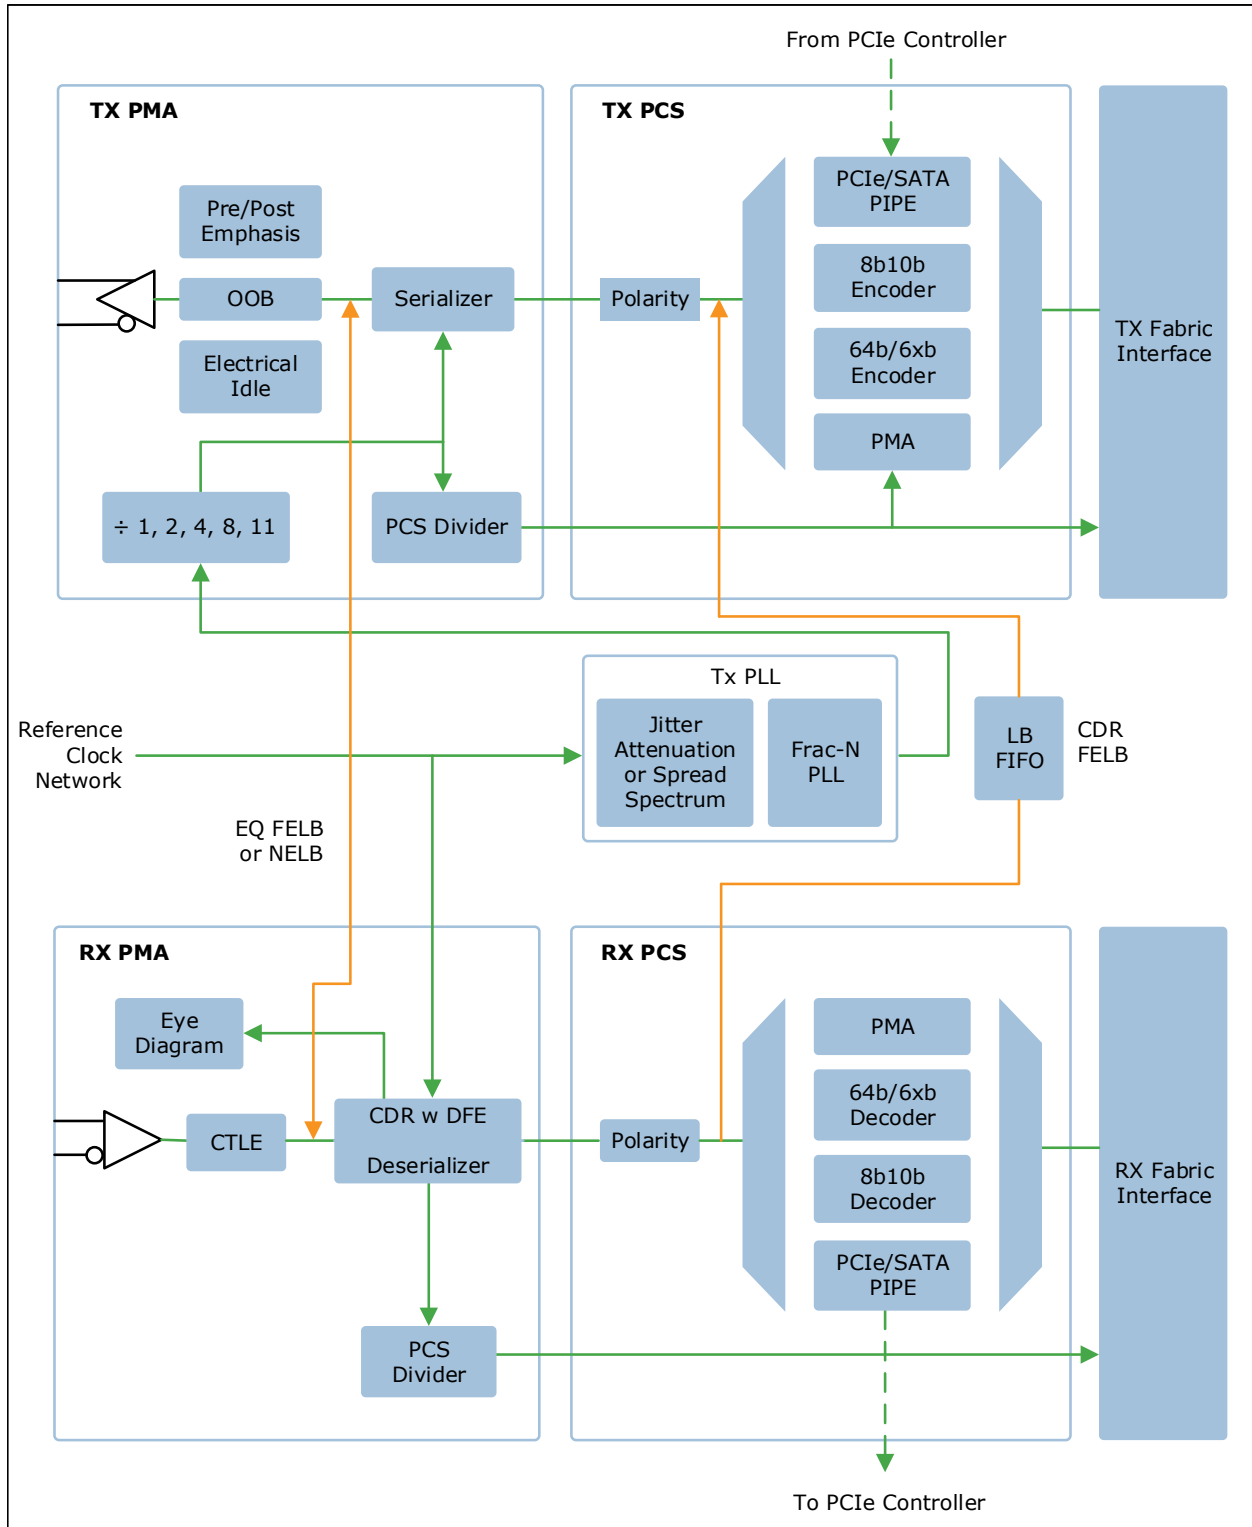 From PCIe Controller
TX PMA
TX PCS
Pre/Post
Emphasis
OOB
Electrical
Idle
Serializer
÷ 1, 2, 4, 8, 11
PCS Divider
Polarity
PCIe/SATA
PIPE
8b10b
Encoder
64b/6xb
Encoder
PMA
TX Fabric
Interface
Reference
Clock
Network
EQ FELB
or NELB
Tx PLL
Jitter
Attenuation
or Spread
Spectrum
Frac-N
PLL
LB
FIFO
CDR
FELB
RX PMA
RX PCS
Eye
Diagram
CTLE
CDR w DFE
Deserializer
PCS
Divider
Polarity
PMA
64b/6xb
Decoder
8b10b
Decoder
PCIe/SATA
PIPE
RX Fabric
Interface
To PCIe Controller